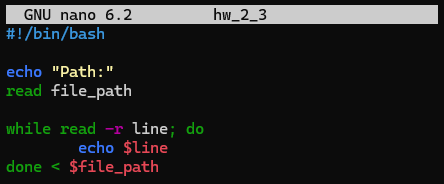 GNU nano 6.2          hw_2_3
#!/bin/bash

echo "Path:"
read file_path

while read -r line; do
        echo $line
done < $file_path